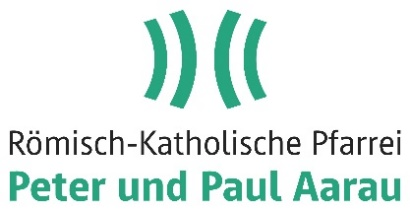 Römisch-Katholische Pfarrei
Peter und Paul Aarau